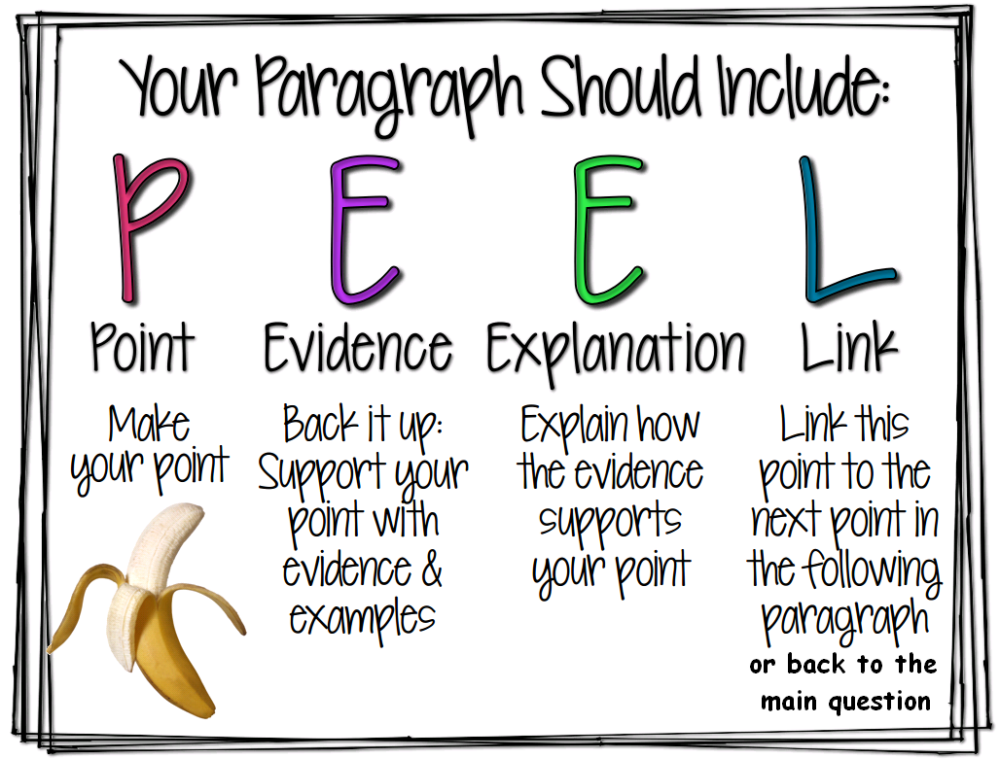 Your Paragraph Should Include:
P E E L
Point
Make
your point
Evidence
Back it up:
Support your
point with
evidence &
examples
Explanation
Explain how
the evidence
supports
your point
Link
Link this
point to the
next point in
the following
paragraph
or back to the
main question